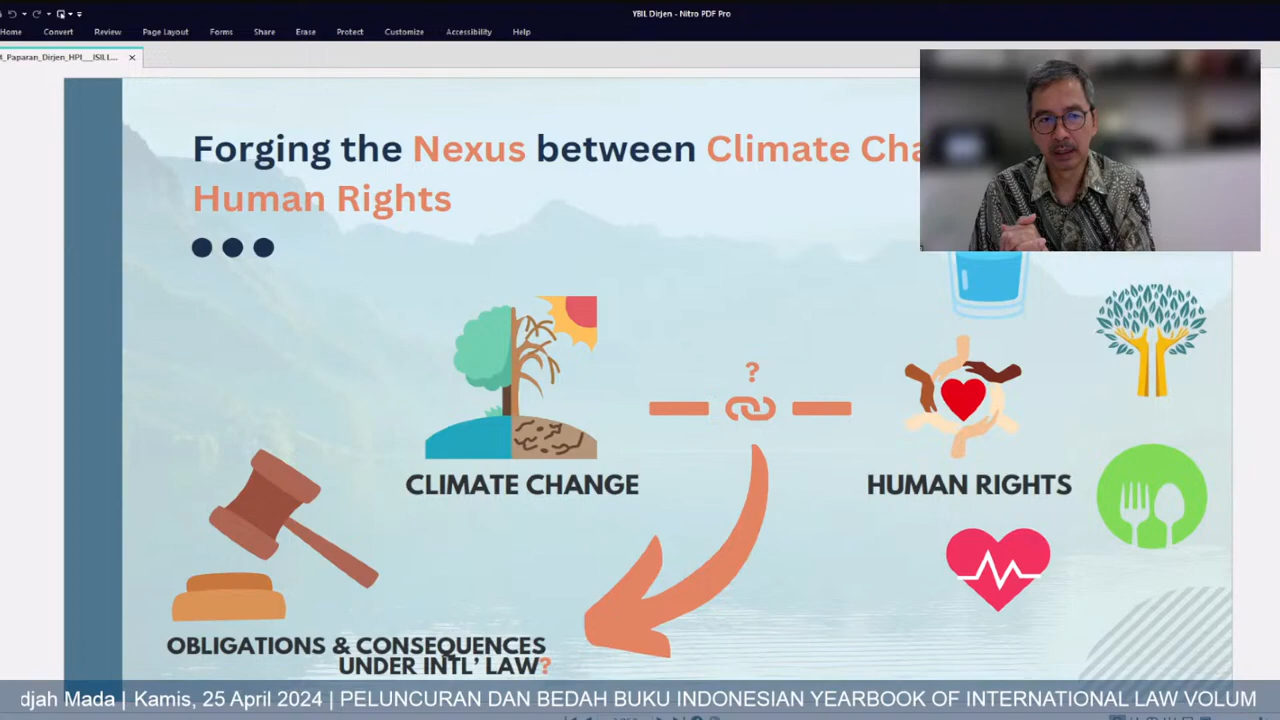 YBIL Dirjen - Nitro PDF Pro
Home Convert Review Page Layout Forms Share Erase Protect Customize Accessibility Help
_Paparan_Dirjen_HPI__ISILL...
Forging the Nexus between Climate Cha
Human Rights
?
CLIMATE CHANGE
HUMAN RIGHTS
OBLIGATIONS & CONSEQUENCES
UNDER INTL' LAW?
djah Mada | Kamis, 25 April 2024 | PELUNCURAN DAN BEDAH BUKU INDONESIAN YEARBOOK OF INTERNATIONAL LAW VOLUM